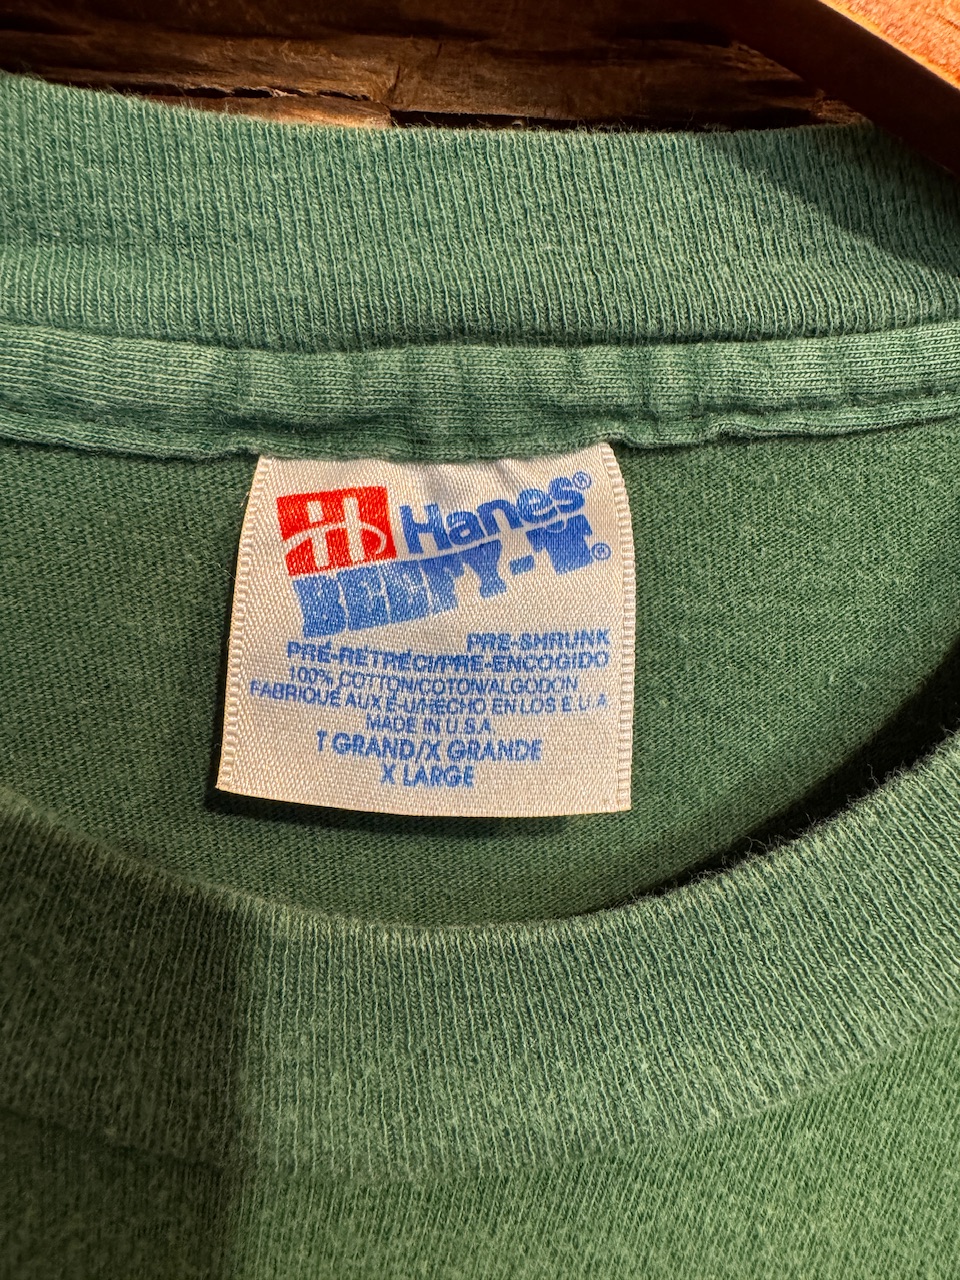 H Hanes®
BEEFY-T®
PRE-SHRUNK
PRÉ-RÉTRÉCI/PRE-ENCOGIDO
100% COTTON/COTON/ALGODON
FABRIQUÉ AUX É-U/HECHO EN LOS E.U.A
MADE IN U.S.A
T GRAND/X GRANDE
X LARGE